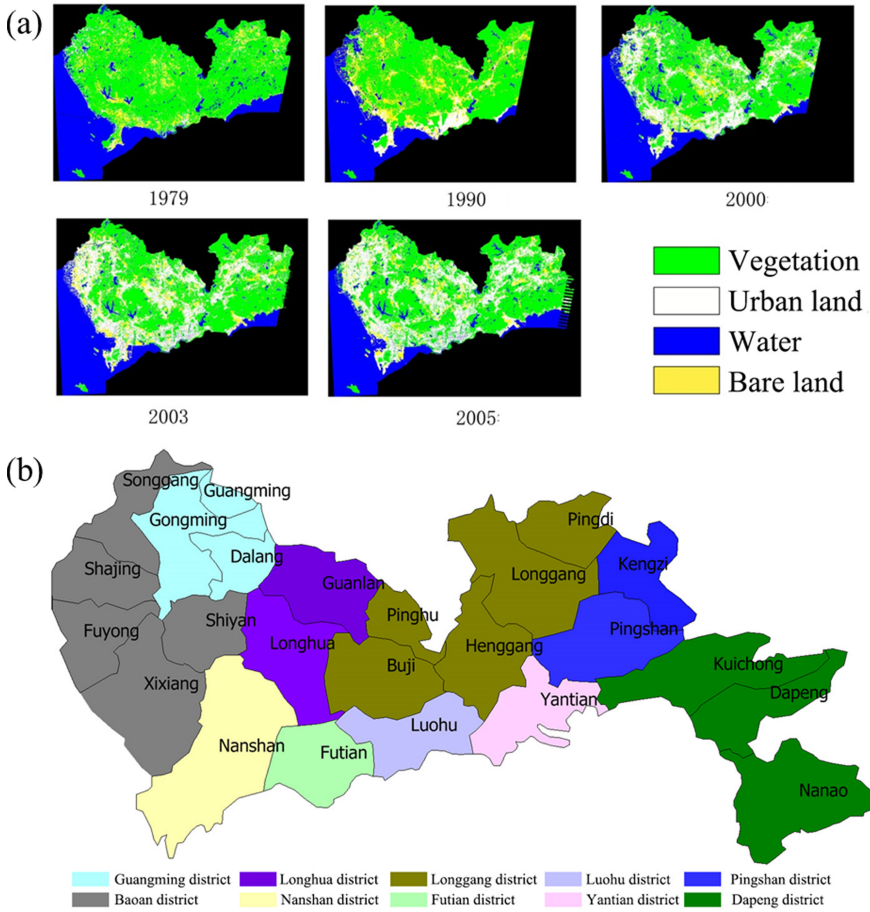 (a)
1979
1990
2000:
2003
2005:
Vegetation
Urban land
Water
Bare land
(b)
Songgang
Guangming
Gongming
Pingdi
Dalang
Kengzi
Shajing
Guanlan
Longgang
Pinghu
Shiyan
Fuyong
Longhua
Henggang
Pingshan
Buji
Kuichong
Xixiang
Dapeng
Yantian
Luohu
Nanshan
Futian
Nanao
Guangming district
Longhua district
Longgang district
Luohu district
Pingshan district
Baoan district
Nanshan district
Futian district
Yantian district
Dapeng district